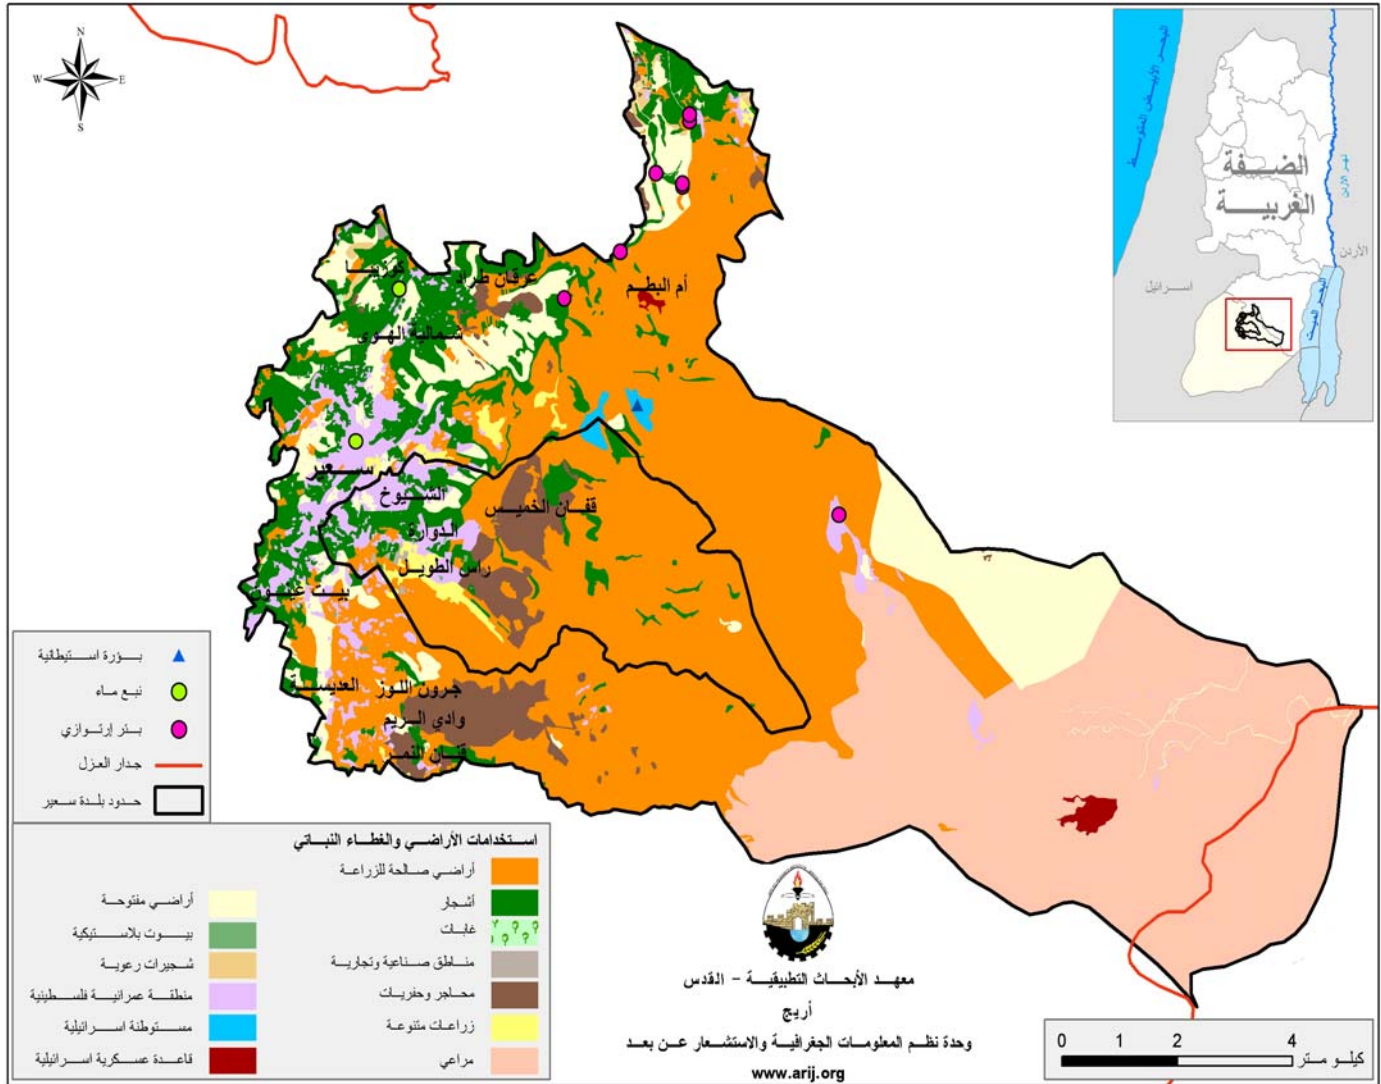 N
W E
S
البحر الأبيض المتوسط
نهر الأردن
الضفة
الغربية
الأردن
اسرائيل
البحر الميت
كوزيبا
عرقان طراد
أم البطم
شمالية الهوى
سعير
الشيوخ
قفان الخميس
الدوارة
راس الطويل
بيت عينون
العديسة
جرون اللوز
وادي الريم
قنان النمر
بؤرة استيطانية
نبع ماء
بئر إرتوازي
جدار العزل
حدود بلدة سعير
استخدامات الأراضي والغطاء النباتي
أراضي صالحة للزراعة
أشجار
غابات
مناطق صناعية وتجارية
محاجر وحفريات
زراعات متنوعة
مراعي
أراضي مفتوحة
بيوت بلاستيكية
شجيرات رعوية
منطقة عمرانية فلسطينية
مستوطنة اسرائيلية
قاعدة عسكرية اسرائيلية
معهد الأبحاث التطبيقية - القدس
أريج
وحدة نظم المعلومات الجغرافية والاستشعار عن بعد
www.arij.org
0 1 2 4
كيلو متر